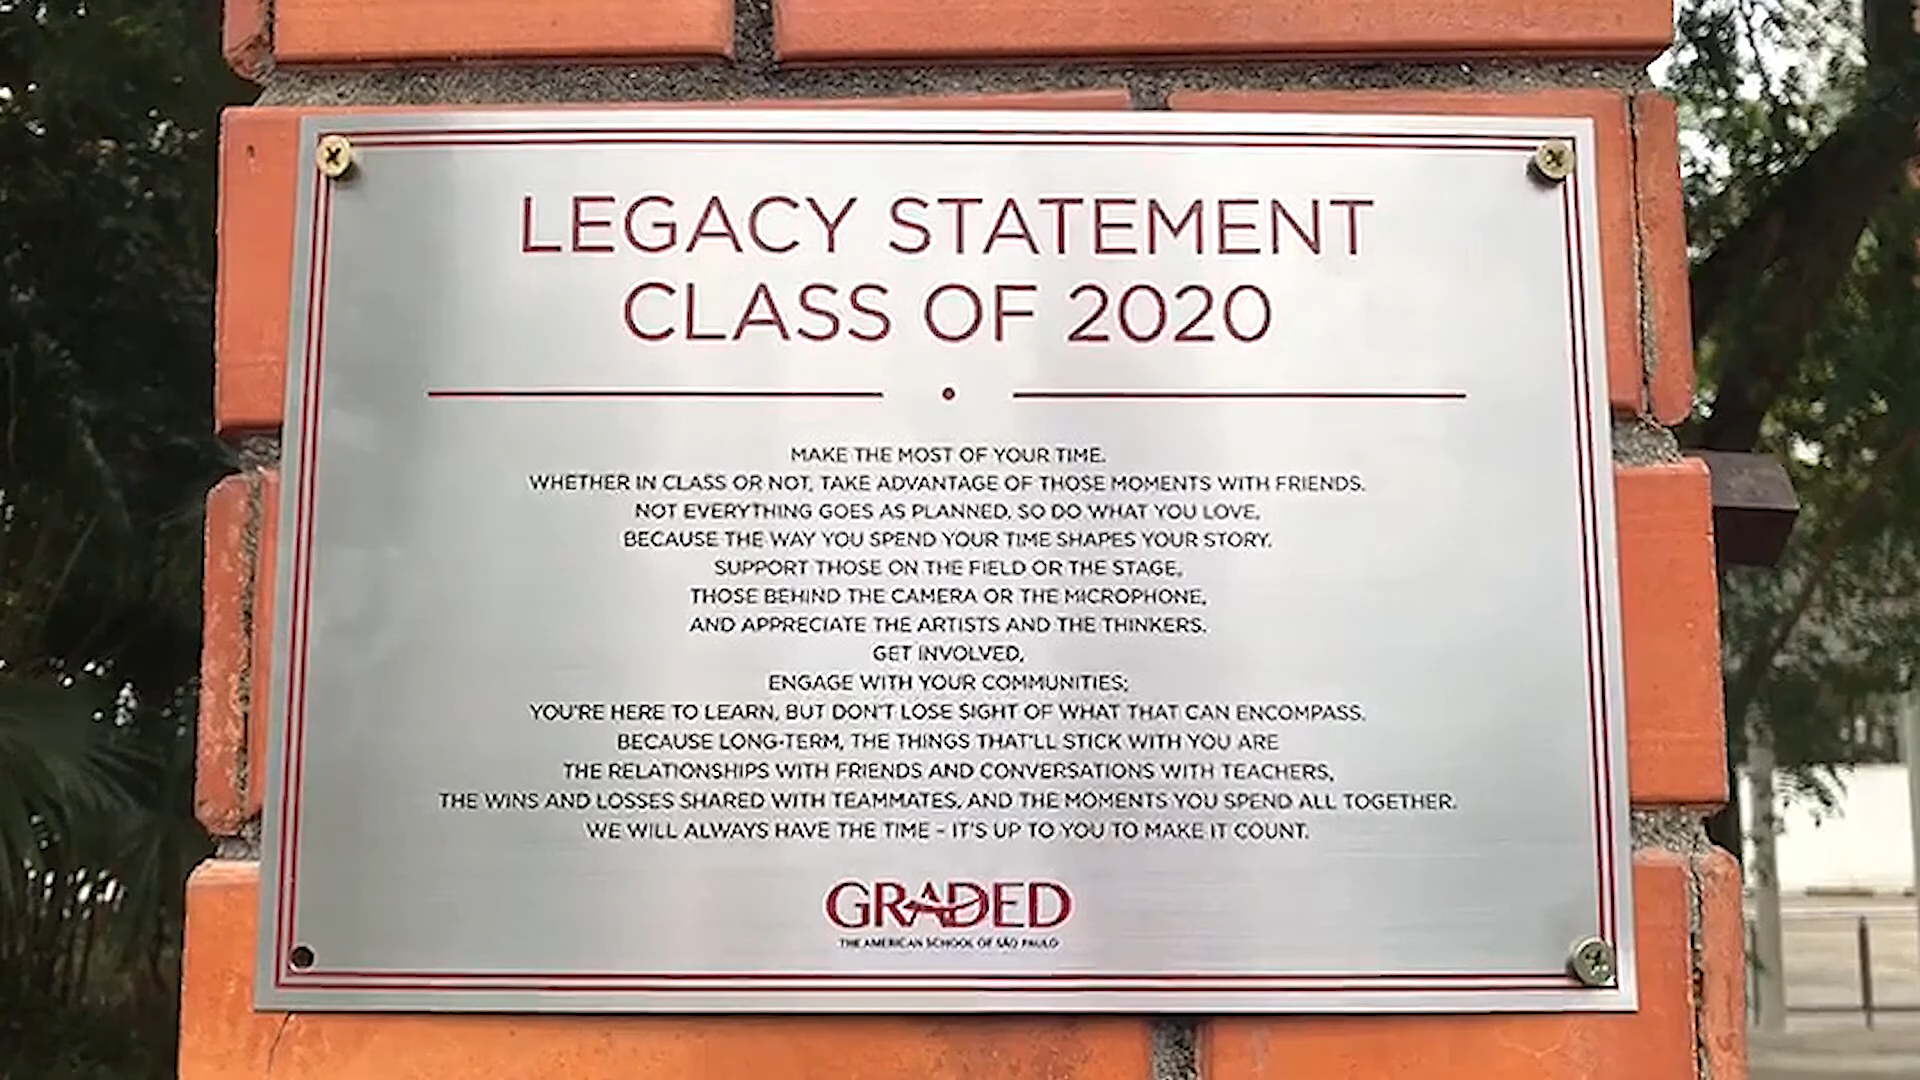 LEGACY STATEMENT
CLASS OF 2020
MAKE THE MOST OF YOUR TIME.
WHETHER IN CLASS OR NOT, TAKE ADVANTAGE OF THOSE MOMENTS WITH FRIENDS.
NOT EVERYTHING GOES AS PLANNED, SO DO WHAT YOU LOVE,
BECAUSE THE WAY YOU SPEND YOUR TIME SHAPES YOUR STORY.
SUPPORT THOSE ON THE FIELD OR THE STAGE,
THOSE BEHIND THE CAMERA OR THE MICROPHONE,
AND APPRECIATE THE ARTISTS AND THE THINKERS.
GET INVOLVED,
ENGAGE WITH YOUR COMMUNITIES;
YOU'RE HERE TO LEARN, BUT DON'T LOSE SIGHT OF WHAT THAT CAN ENCOMPASS.
BECAUSE LONG-TERM, THE THINGS THAT'LL STICK WITH YOU ARE
THE RELATIONSHIPS WITH FRIENDS AND CONVERSATIONS WITH TEACHERS,
THE WINS AND LOSSES SHARED WITH TEAMMATES, AND THE MOMENTS YOU SPEND ALL TOGETHER.
WE WILL ALWAYS HAVE THE TIME – IT'S UP TO YOU TO MAKE IT COUNT.
GRADED
THE AMERICAN SCHOOL OF SÃO PAULO